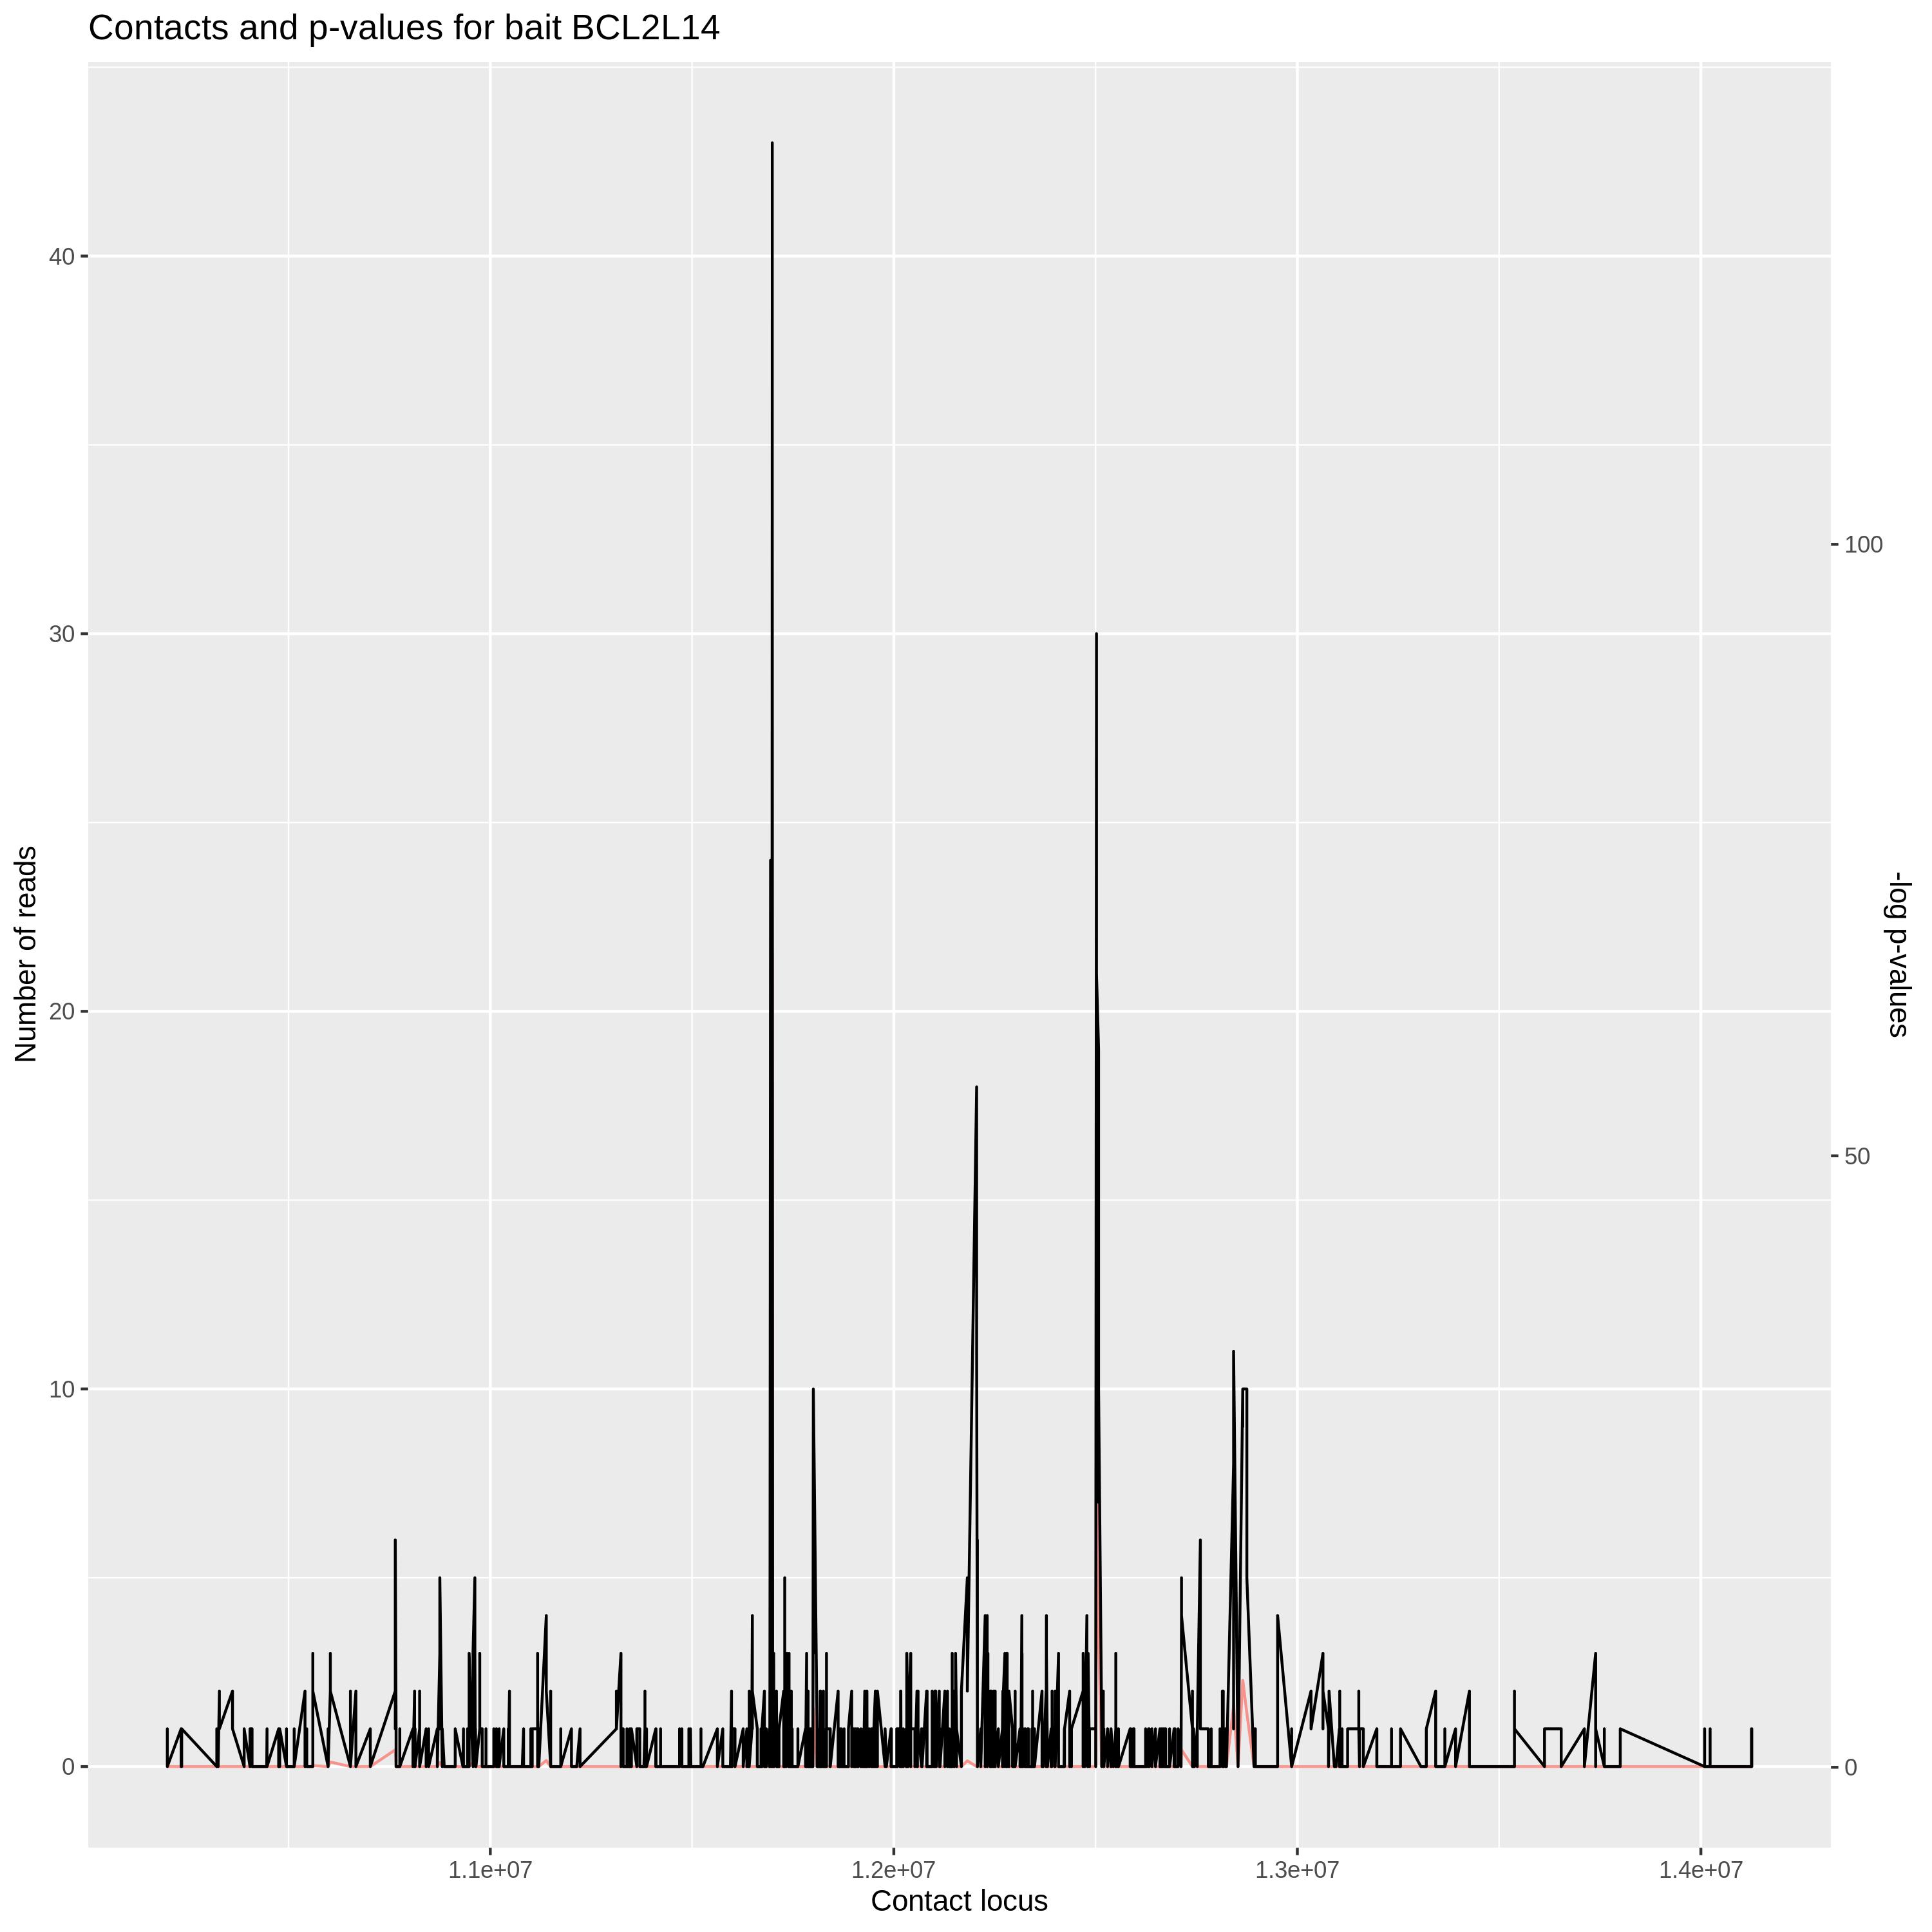 Contacts and p-values for bait BCL2L14
Number of reads
40
30
20
10
0
100
50
0
-log p-values
1.1e+07 1.2e+07 1.3e+07 1.4e+07
Contact locus